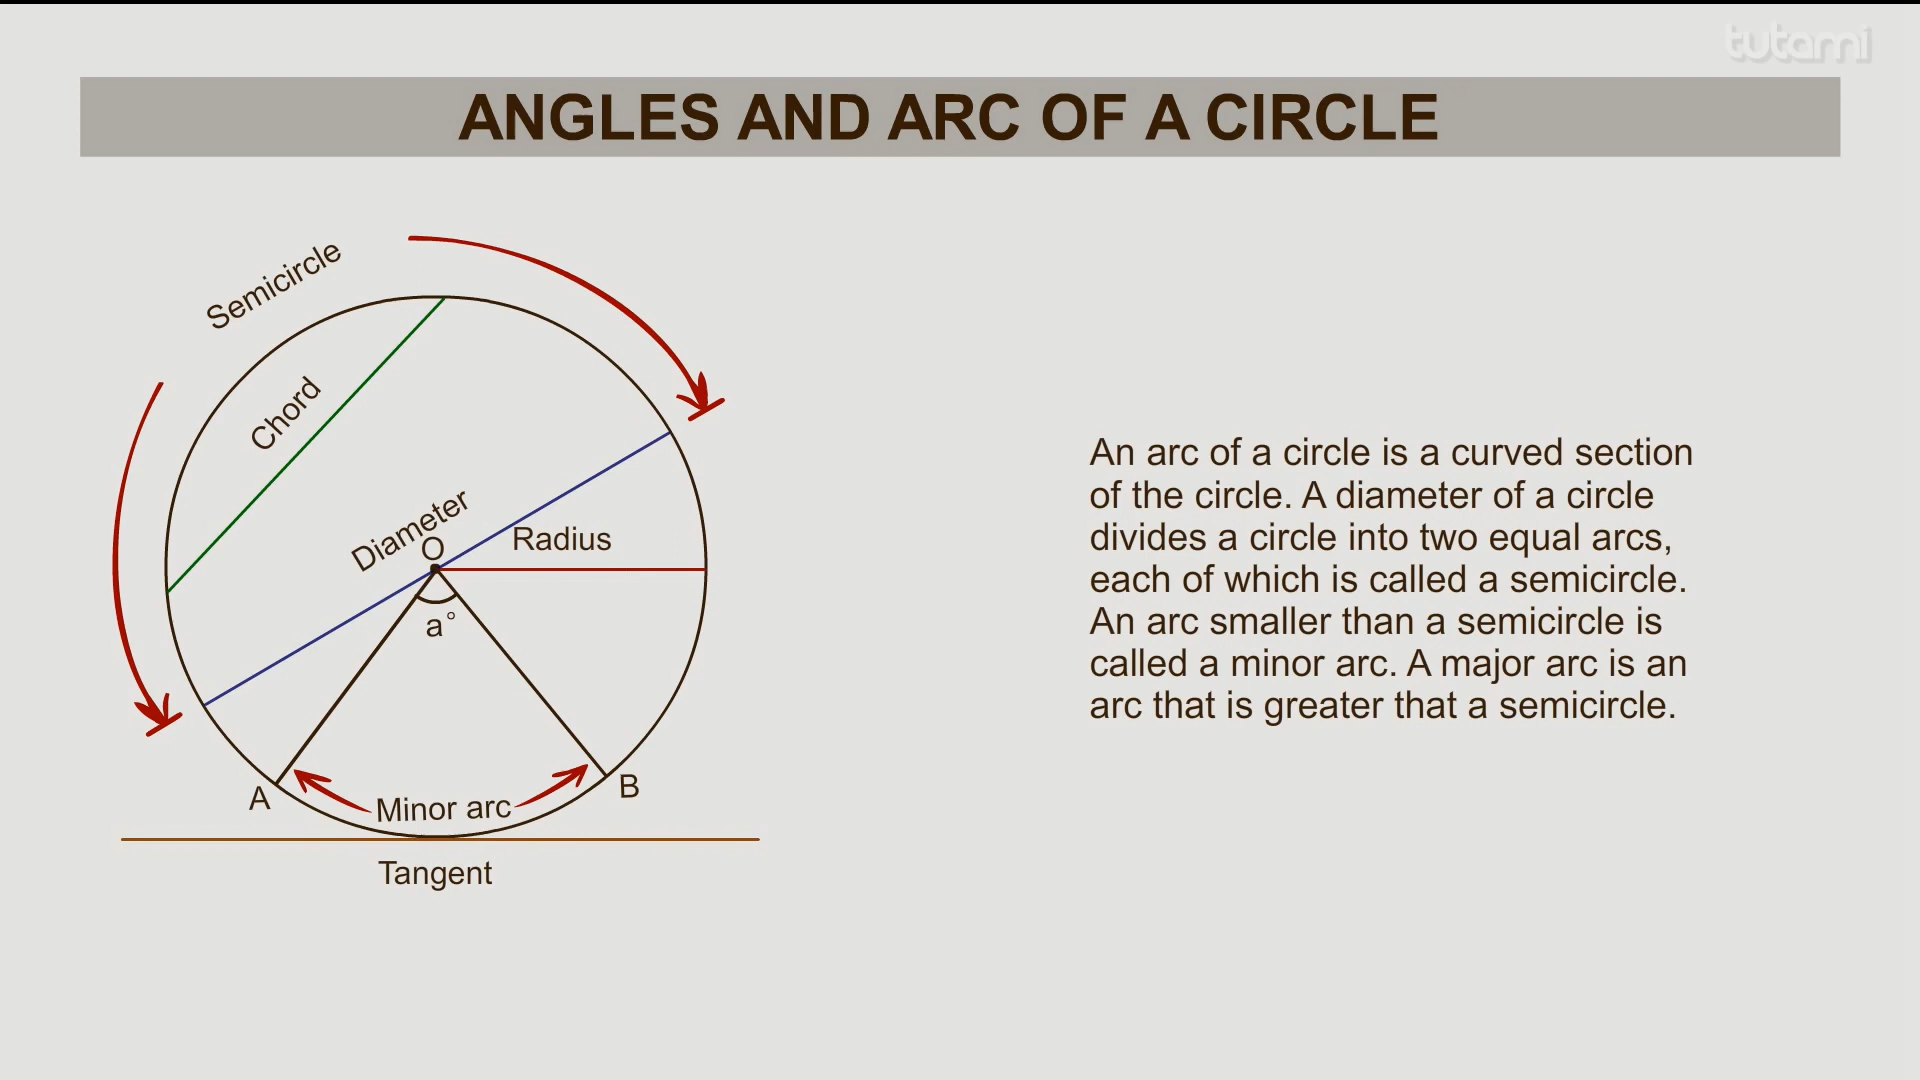 tutami
ANGLES AND ARC OF A CIRCLE
Semicircle
Chord
Diameter
O
Radius
a°
A
B
Minor arc
Tangent
An arc of a circle is a curved section
of the circle. A diameter of a circle
divides a circle into two equal arcs,
each of which is called a semicircle.
An arc smaller than a semicircle is
called a minor arc. A major arc is an
arc that is greater that a semicircle.